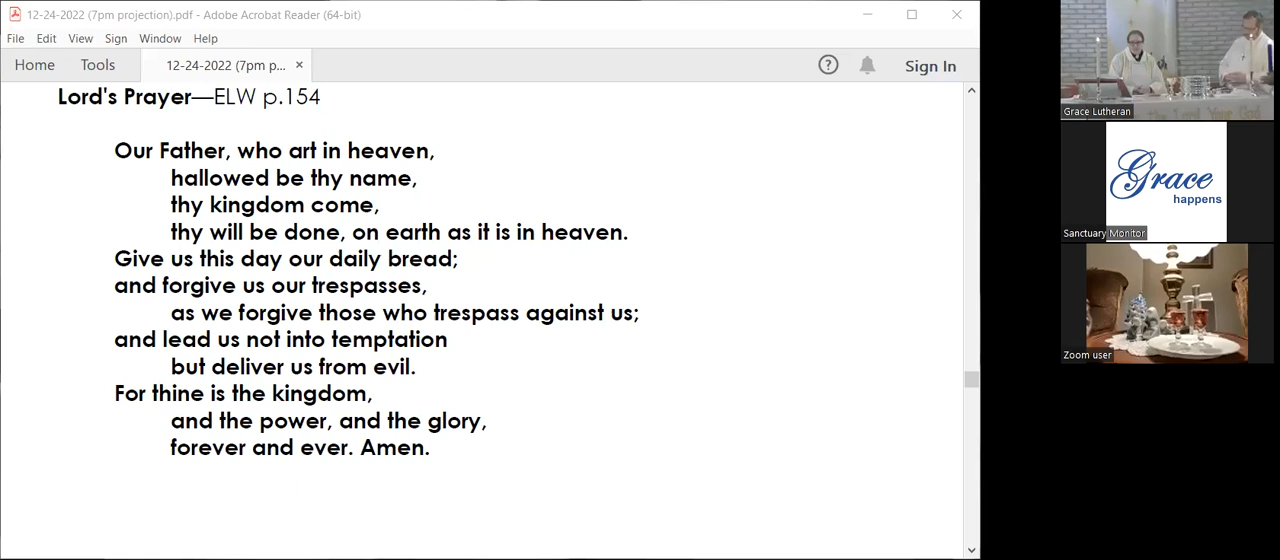 12-24-2022 (7pm projection).pdf - Adobe Acrobat Reader (64-bit)
File Edit View Sign Window Help
Home Tools 12-24-2022 (7pm p... × Sign In
Lord's Prayer—ELW p.154
Our Father, who art in heaven,
hallowed be thy name,
thy kingdom come,
thy will be done, on earth as it is in heaven.
Give us this day our daily bread;
and forgive us our trespasses,
as we forgive those who trespass against us;
and lead us not into temptation
but deliver us from evil.
For thine is the kingdom,
and the power, and the glory,
forever and ever. Amen.
the Lord Your God
Grace Lutheran
Grace
happens
Sanctuary Monitor
Zoom user